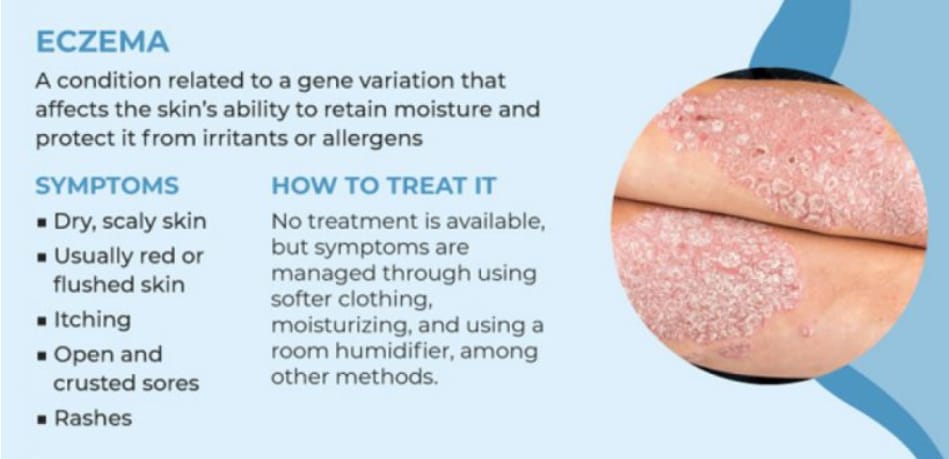 ECZEMA
A condition related to a gene variation that
affects the skin's ability to retain moisture and
protect it from irritants or allergens
SYMPTOMS
▪ Dry, scaly skin
▪ Usually red or
flushed skin
▪ Itching
▪ Open and
crusted sores
▪ Rashes
HOW TO TREAT IT
No treatment is available,
but symptoms are
managed through using
softer clothing,
moisturizing, and using a
room humidifier, among
other methods.